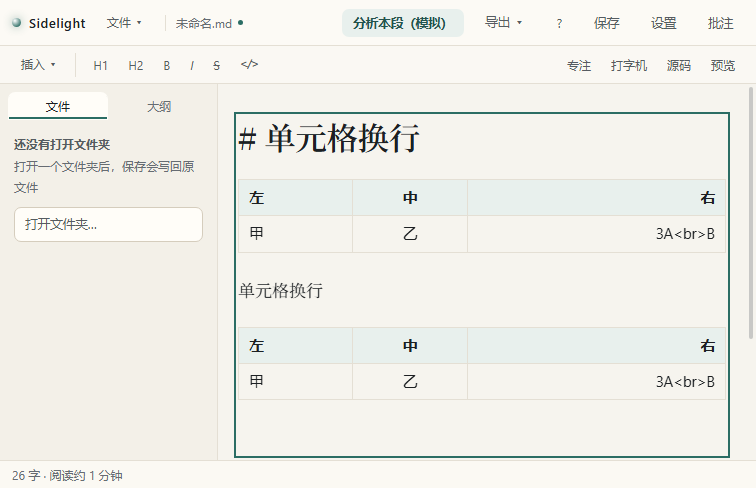 Sidelight 文件 ▾ 未命名.md ● 分析本段（模拟） 导出 ▾ ? 保存 设置 批注
插入 ▾ H1 H2 B I S </> 专注 打字机 源码 预览
文件 大纲
还没有打开文件夹
打开一个文件夹后，保存会写回原
文件
打开文件夹...
# 单元格换行
左 中 右
甲 乙 3A<br>B
单元格换行
左 中 右
甲 乙 3A<br>B
26 字 · 阅读约 1 分钟